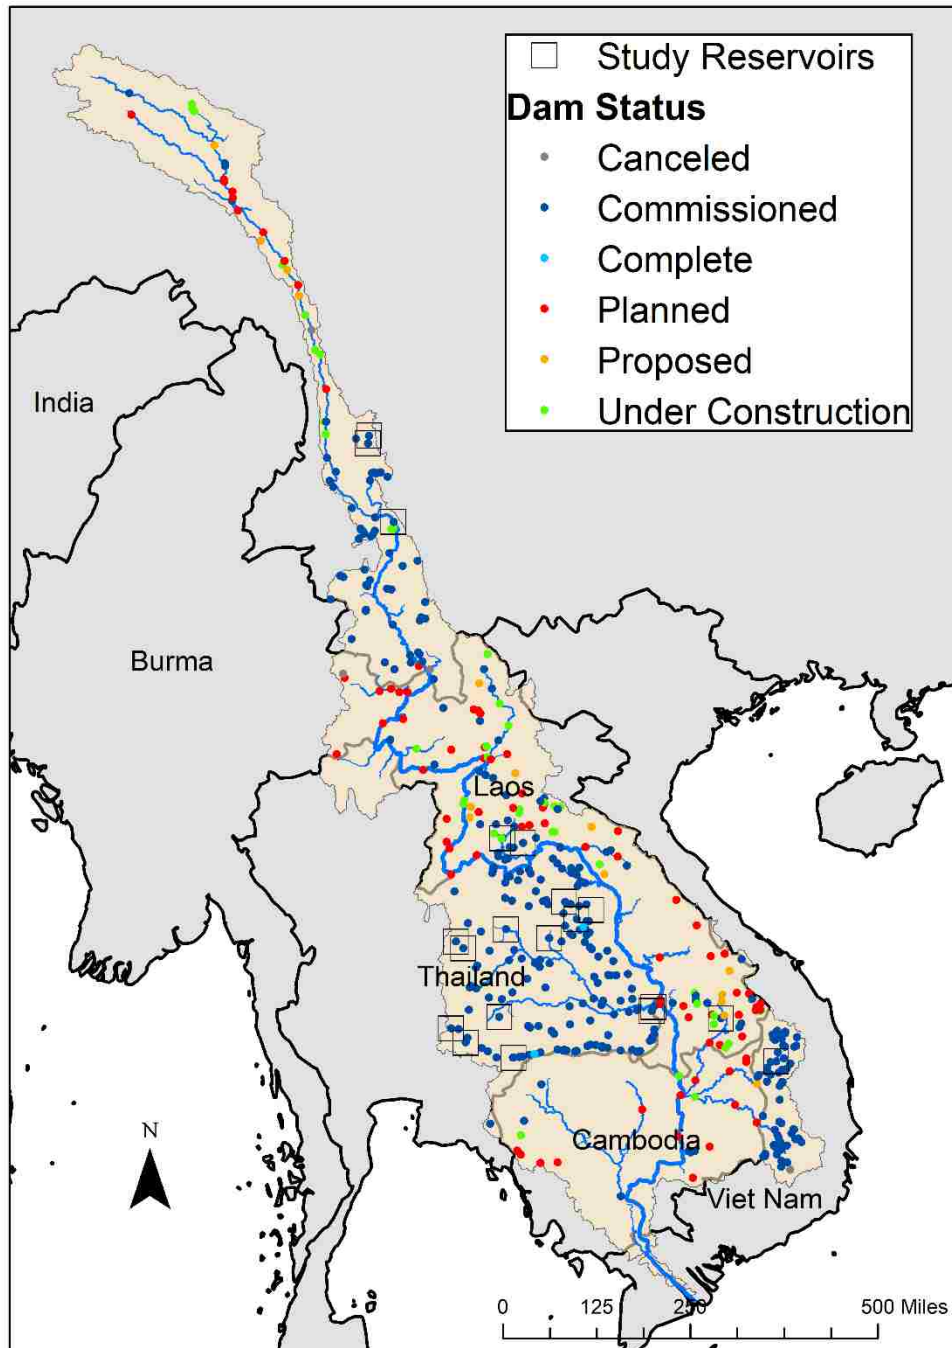 Study Reservoirs
Dam Status
Canceled
Commissioned
Complete
Planned
Proposed
Under Construction
India
Burma
Laos
Thailand
Cambodia
Viet Nam
N
0 125 250 500 Miles